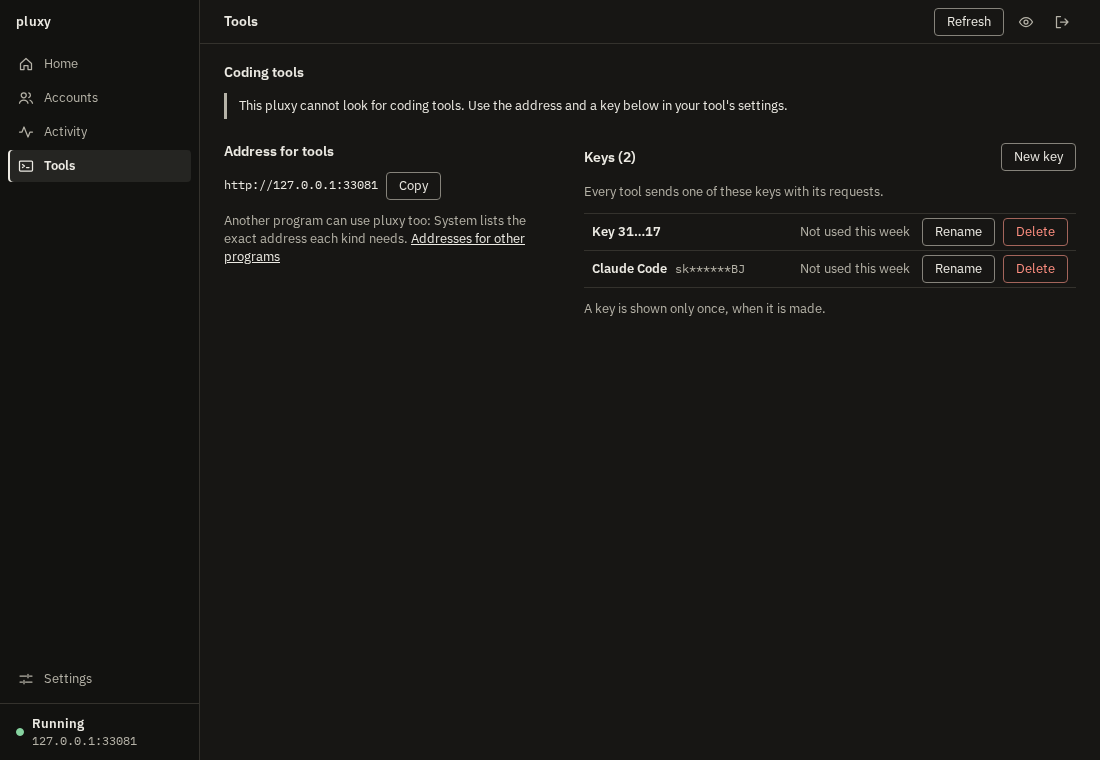 pluxy
Home
Accounts
Activity
Tools
Settings
Running
127.0.0.1:33081
Tools
Refresh
Coding tools
This pluxy cannot look for coding tools. Use the address and a key below in your tool's settings.
Address for tools
http://127.0.0.1:33081 Copy
Another program can use pluxy too: System lists the
exact address each kind needs. Addresses for other
programs
Keys (2) New key
Every tool sends one of these keys with its requests.
Key 31…17 Not used this week Rename Delete
Claude Code sk******BJ Not used this week Rename Delete
A key is shown only once, when it is made.